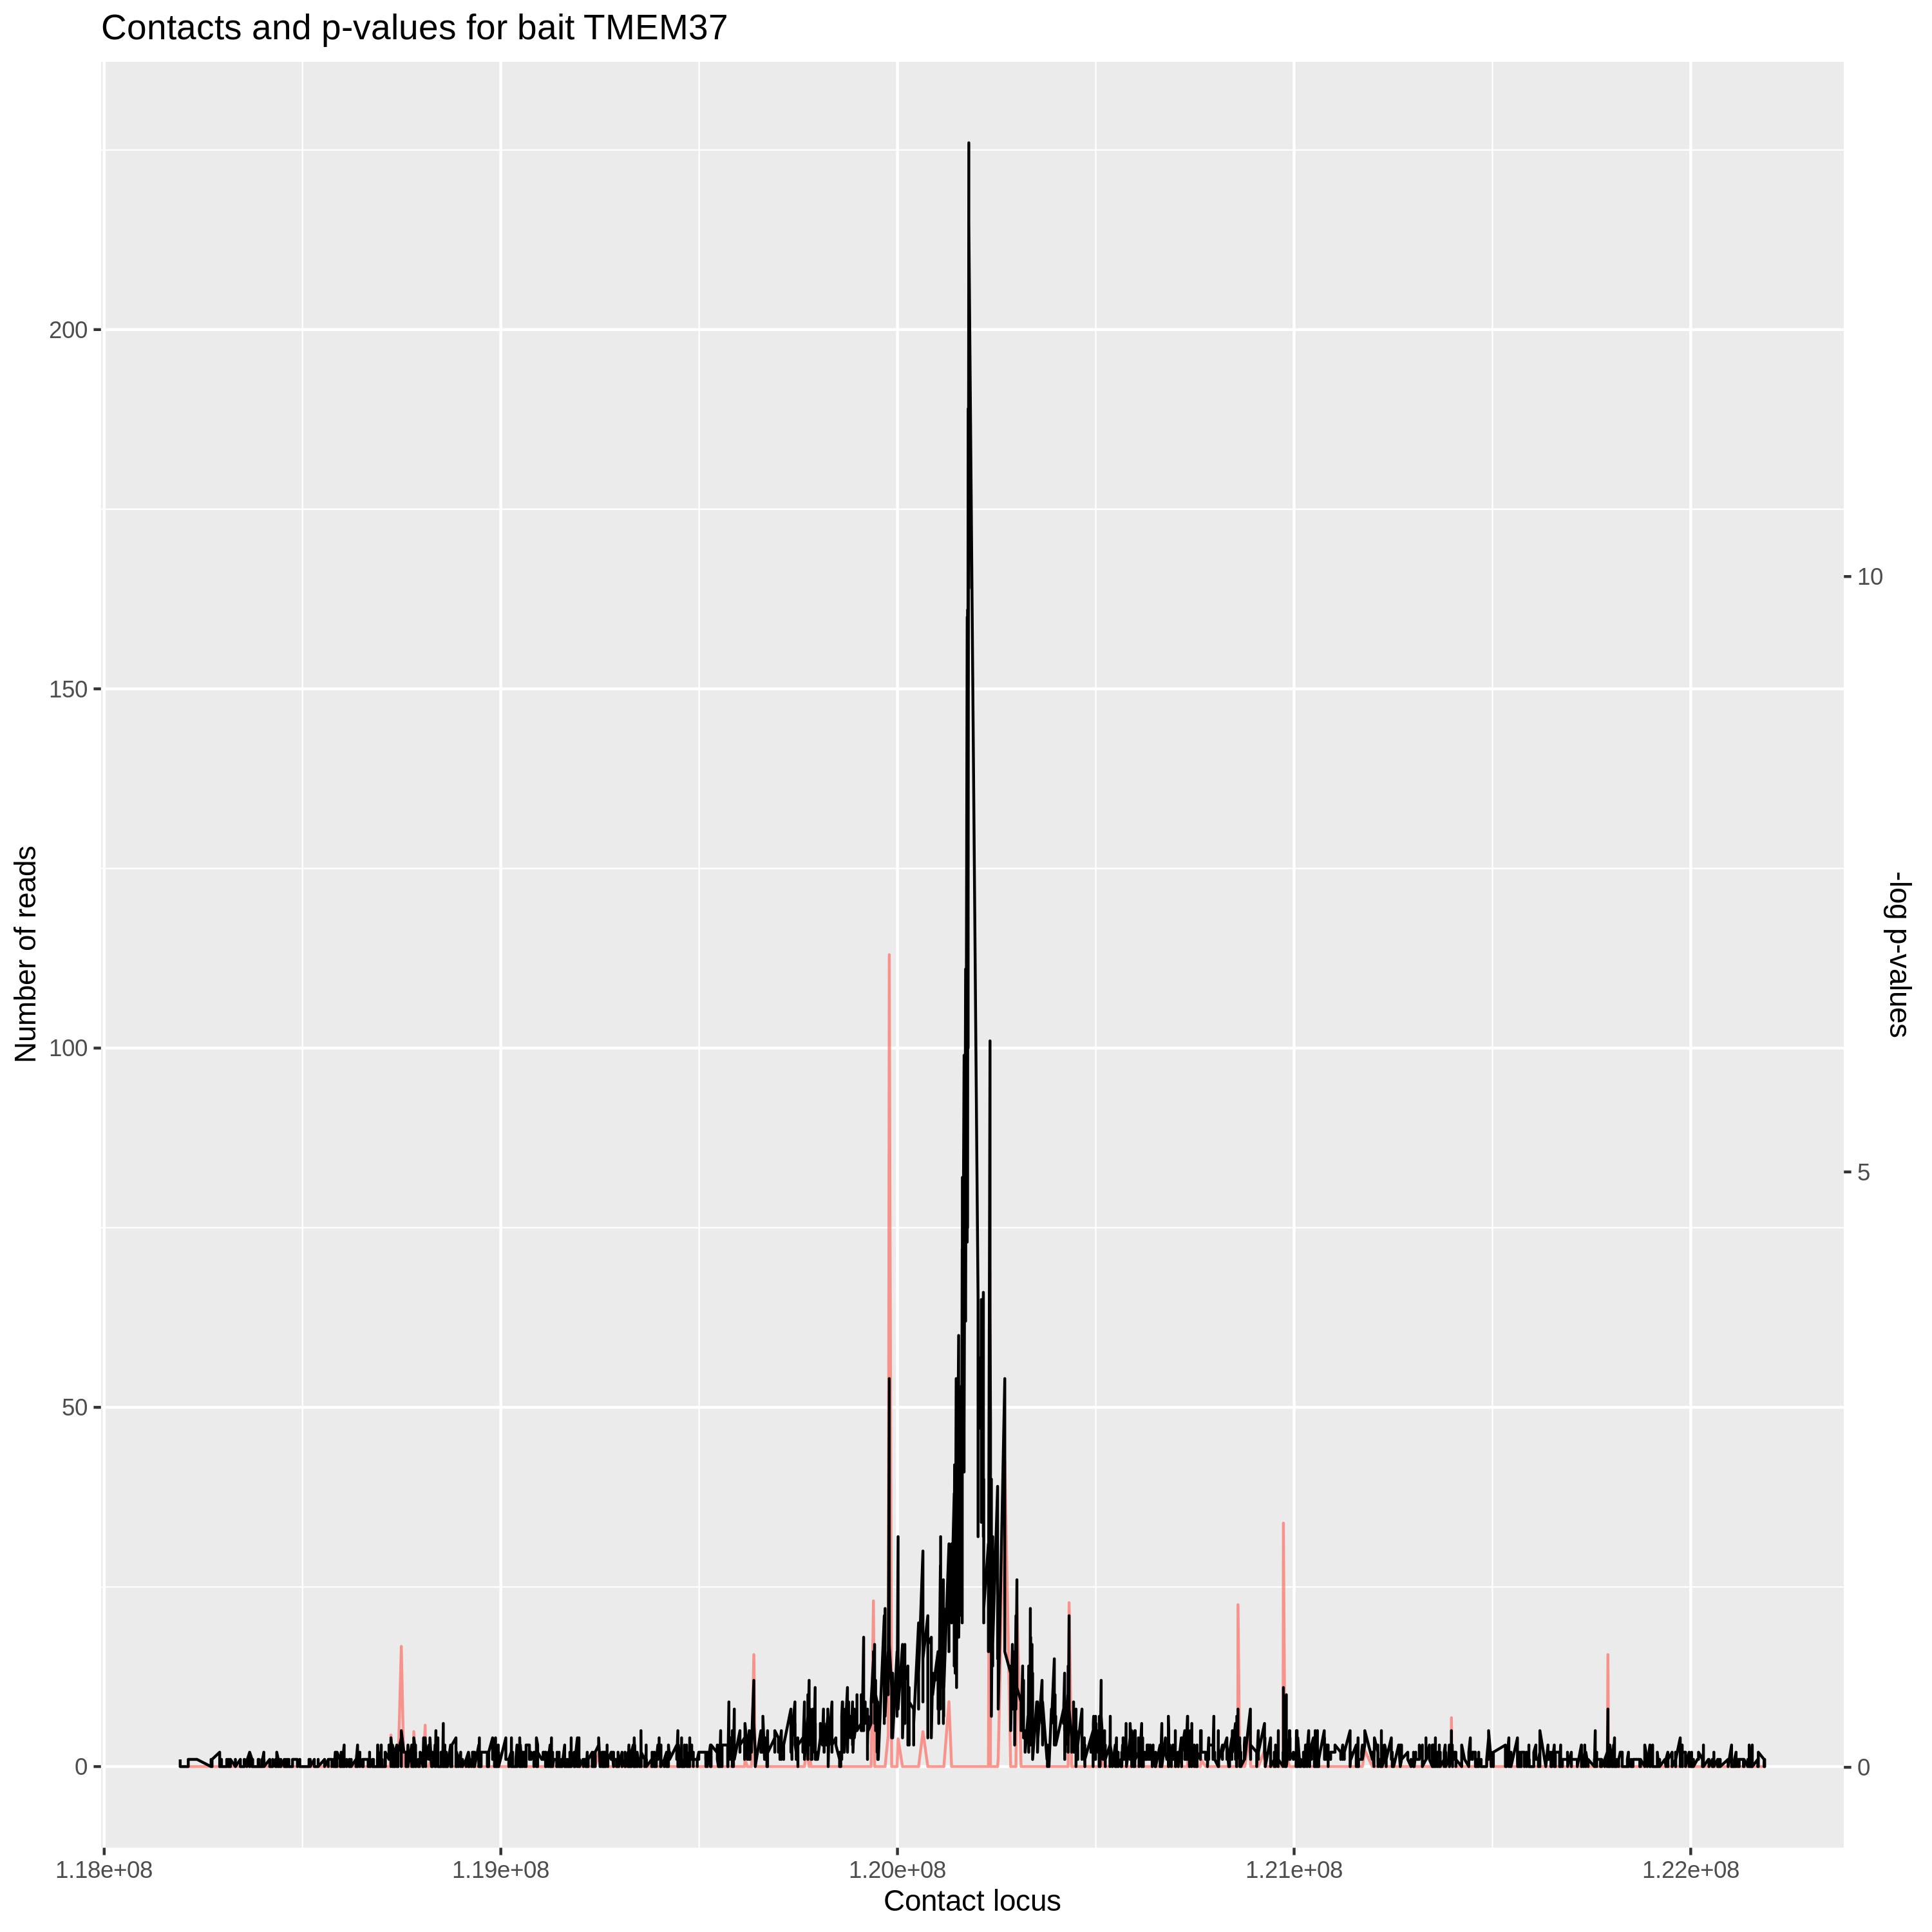 Contacts and p-values for bait TMEM37
Number of reads
200
150
100
50
0
10
5
0
-log p-values
1.18e+08 1.19e+08 1.20e+08 1.21e+08 1.22e+08
Contact locus